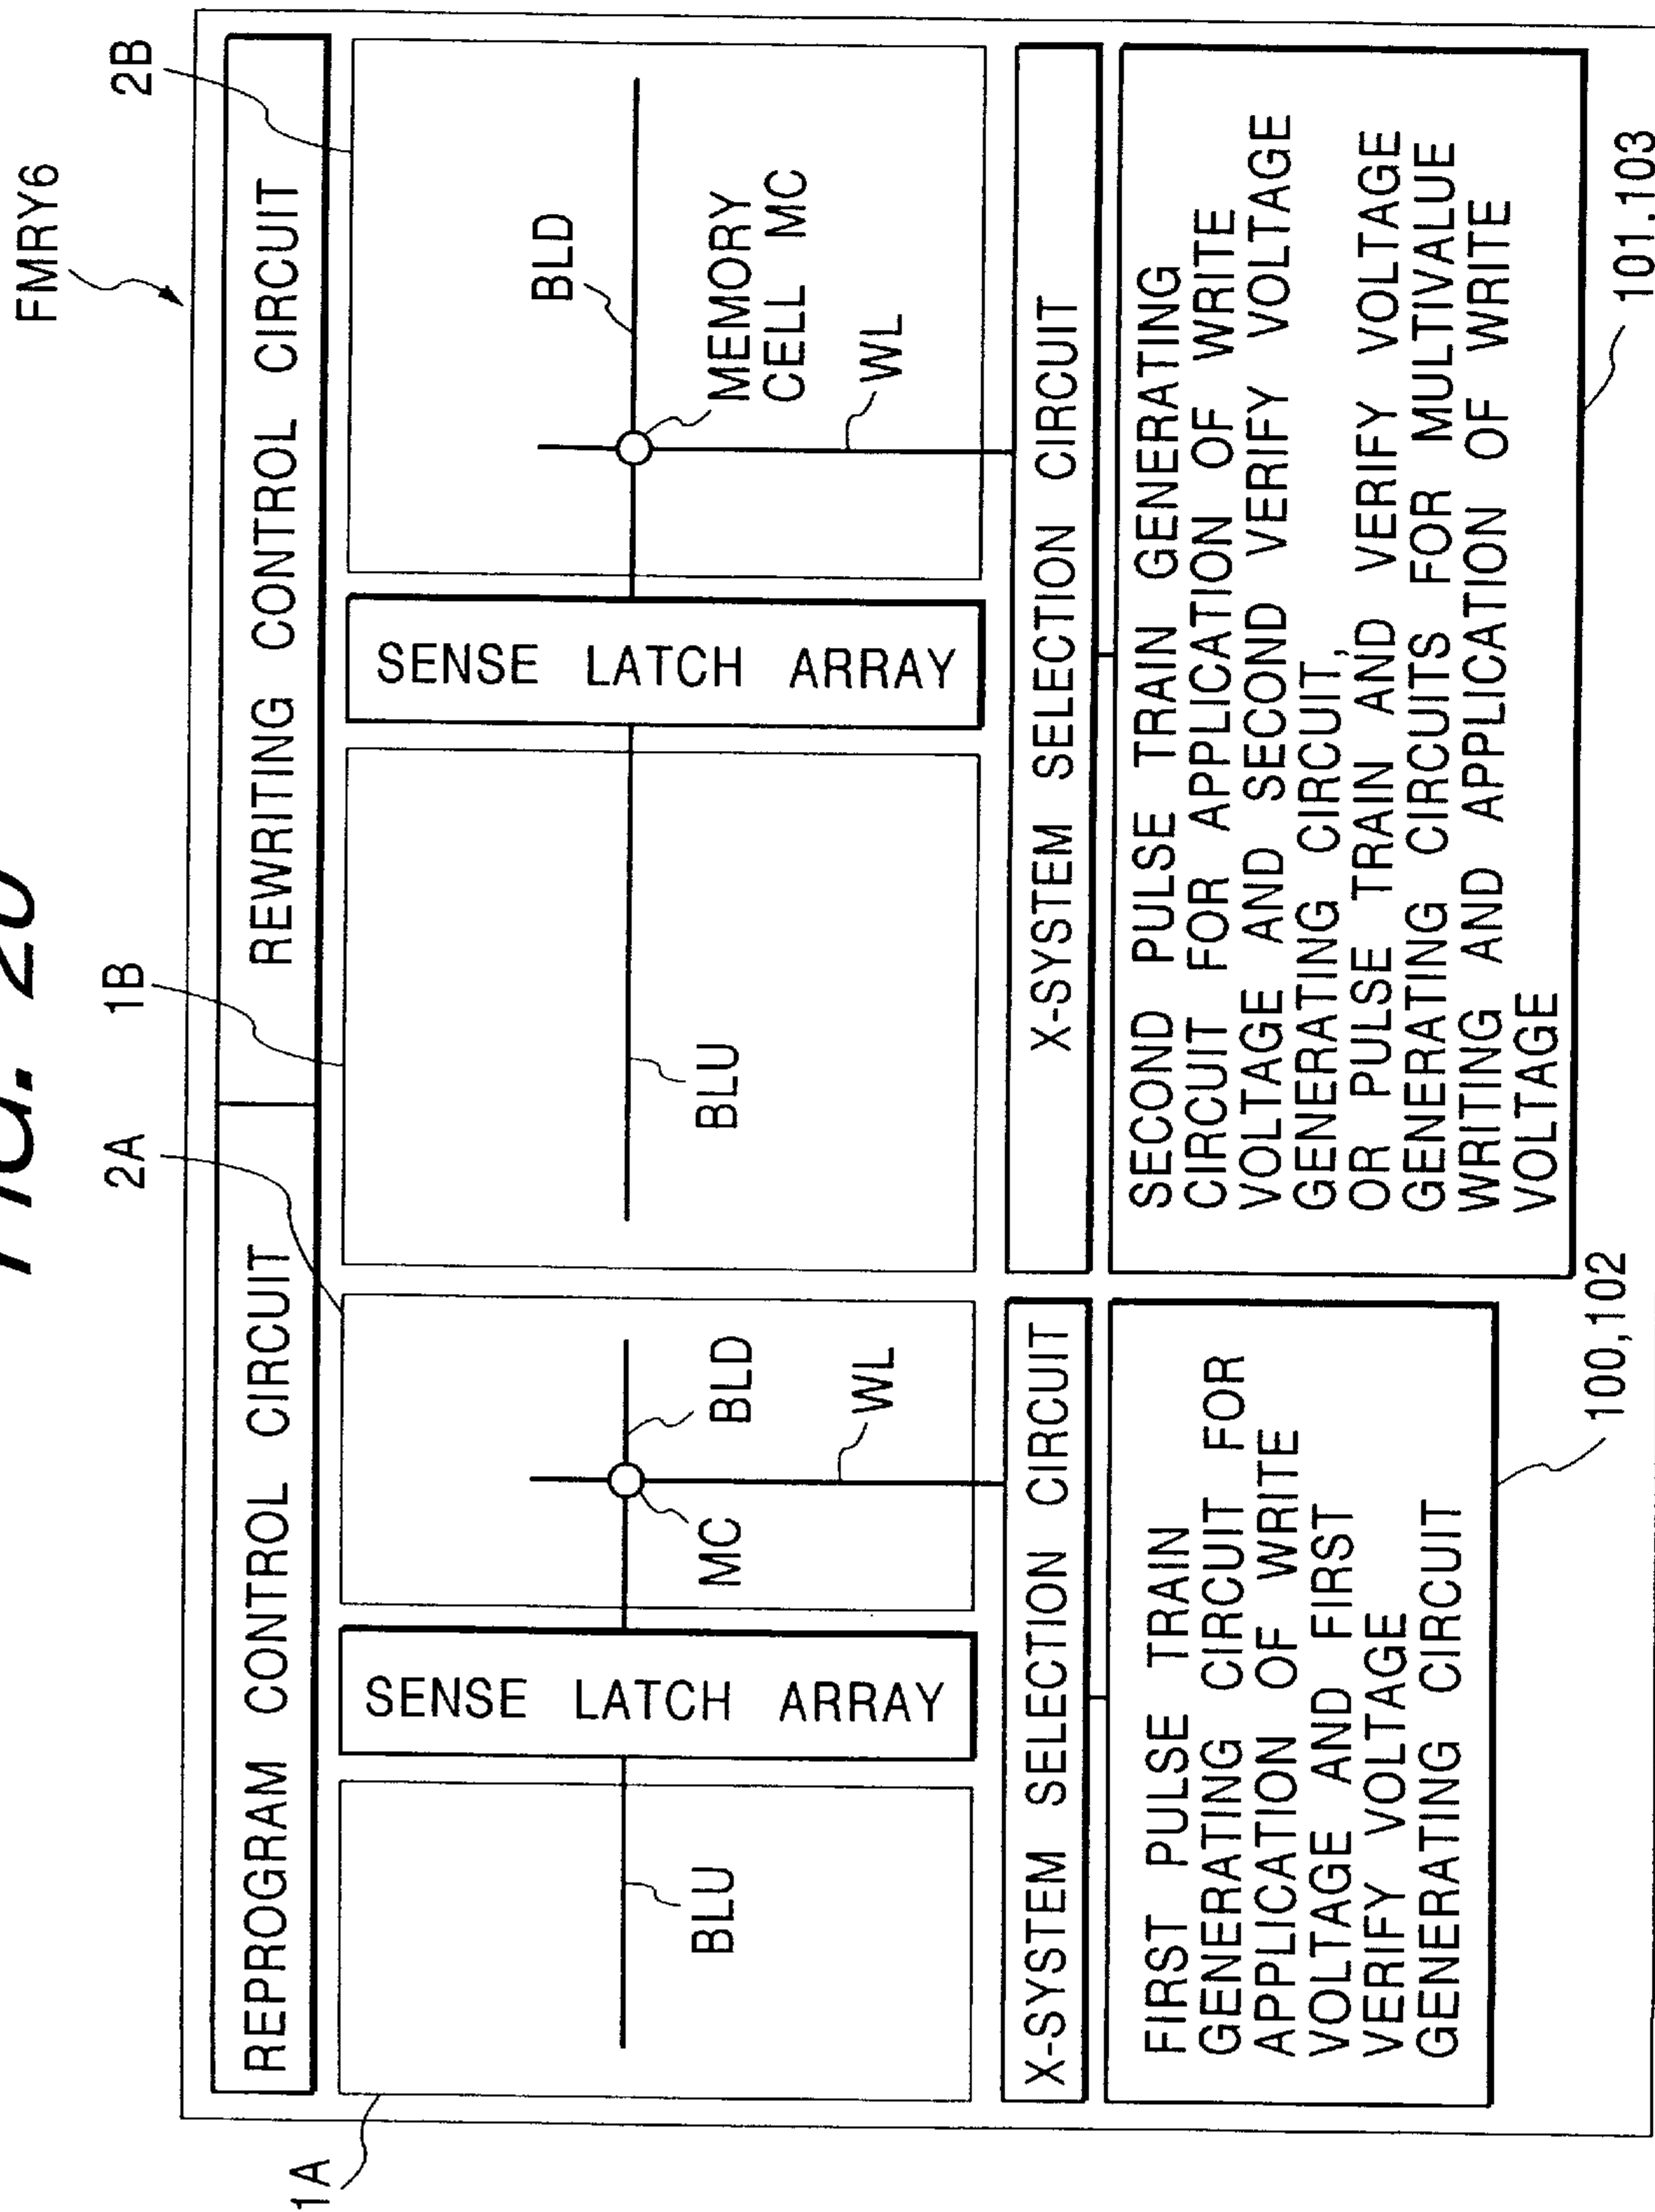 FIG. 20
FMRY6
2A
1B
2B
REPROGRAM CONTROL CIRCUIT
REWRITING CONTROL CIRCUIT
1A
BLU
SENSE LATCH ARRAY
MC
BLD
WL
BLU
SENSE LATCH ARRAY
BLD
MEMORY
CELL MC
WL
X-SYSTEM SELECTION CIRCUIT
X-SYSTEM SELECTION CIRCUIT
FIRST PULSE TRAIN
GENERATING CIRCUIT FOR
APPLICATION OF WRITE
VOLTAGE AND FIRST
VERIFY VOLTAGE
GENERATING CIRCUIT
100,102
SECOND PULSE TRAIN GENERATING
CIRCUIT FOR APPLICATION OF WRITE
VOLTAGE AND SECOND VERIFY VOLTAGE
GENERATING CIRCUIT,
OR PULSE TRAIN AND VERIFY VOLTAGE
GENERATING CIRCUITS FOR MULTIVALUE
WRITING AND APPLICATION OF WRITE
VOLTAGE
101.103